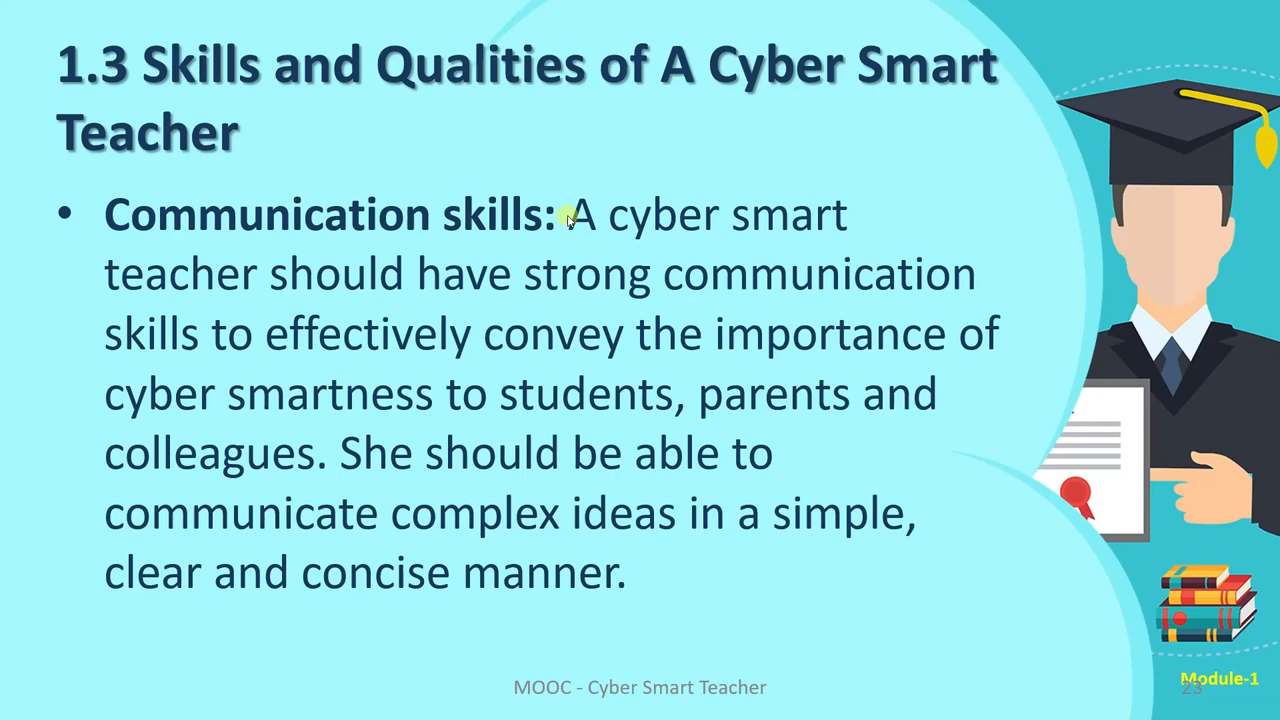 1.3 Skills and Qualities of A Cyber Smart
Teacher
• Communication skills: A cyber smart
teacher should have strong communication
skills to effectively convey the importance of
cyber smartness to students, parents and
colleagues. She should be able to
communicate complex ideas in a simple,
clear and concise manner.
MOOC - Cyber Smart Teacher
Module-1
23